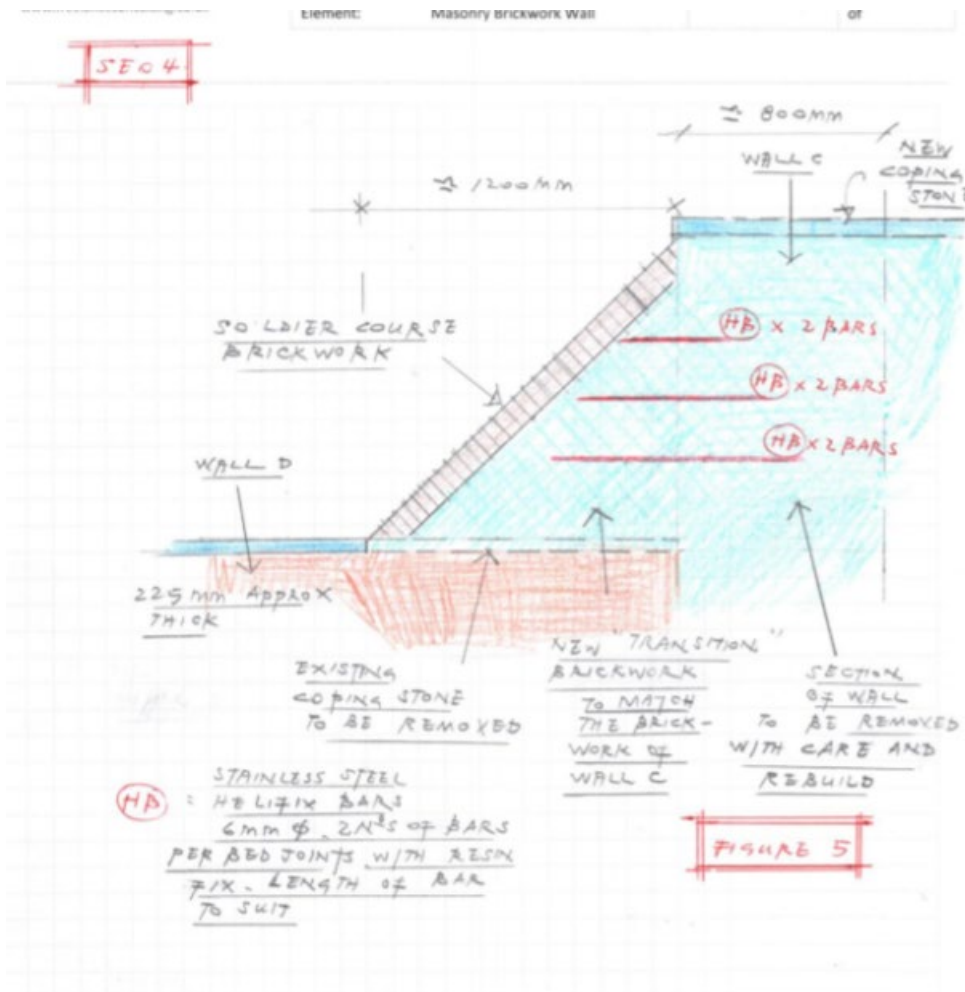 Element: Masonry Brickwork Wall of
SE04
± 800mm
WALL C
NEW
COPING
STONE
± 1200mm
SOLDIER COURSE
BRICKWORK
HB x 2 BARS
HB x 2 BARS
HB x 2 BARS
WALL D
225mm APPROX
THICK
EXISTING
COPING STONE
TO BE REMOVED
NEW "TRANSITION"
BRICKWORK
TO MATCH
THE BRICK-
WORK OF
WALL C
SECTION
OF WALL
TO BE REMOVED
WITH CARE AND
REBUILD
HB : STAINLESS STEEL
HELIFIX BARS
6mm φ. 2Nº'S OF BARS
PER BED JOINTS WITH RESIN
FIX. LENGTH OF BAR
TO SUIT
FIGURE 5